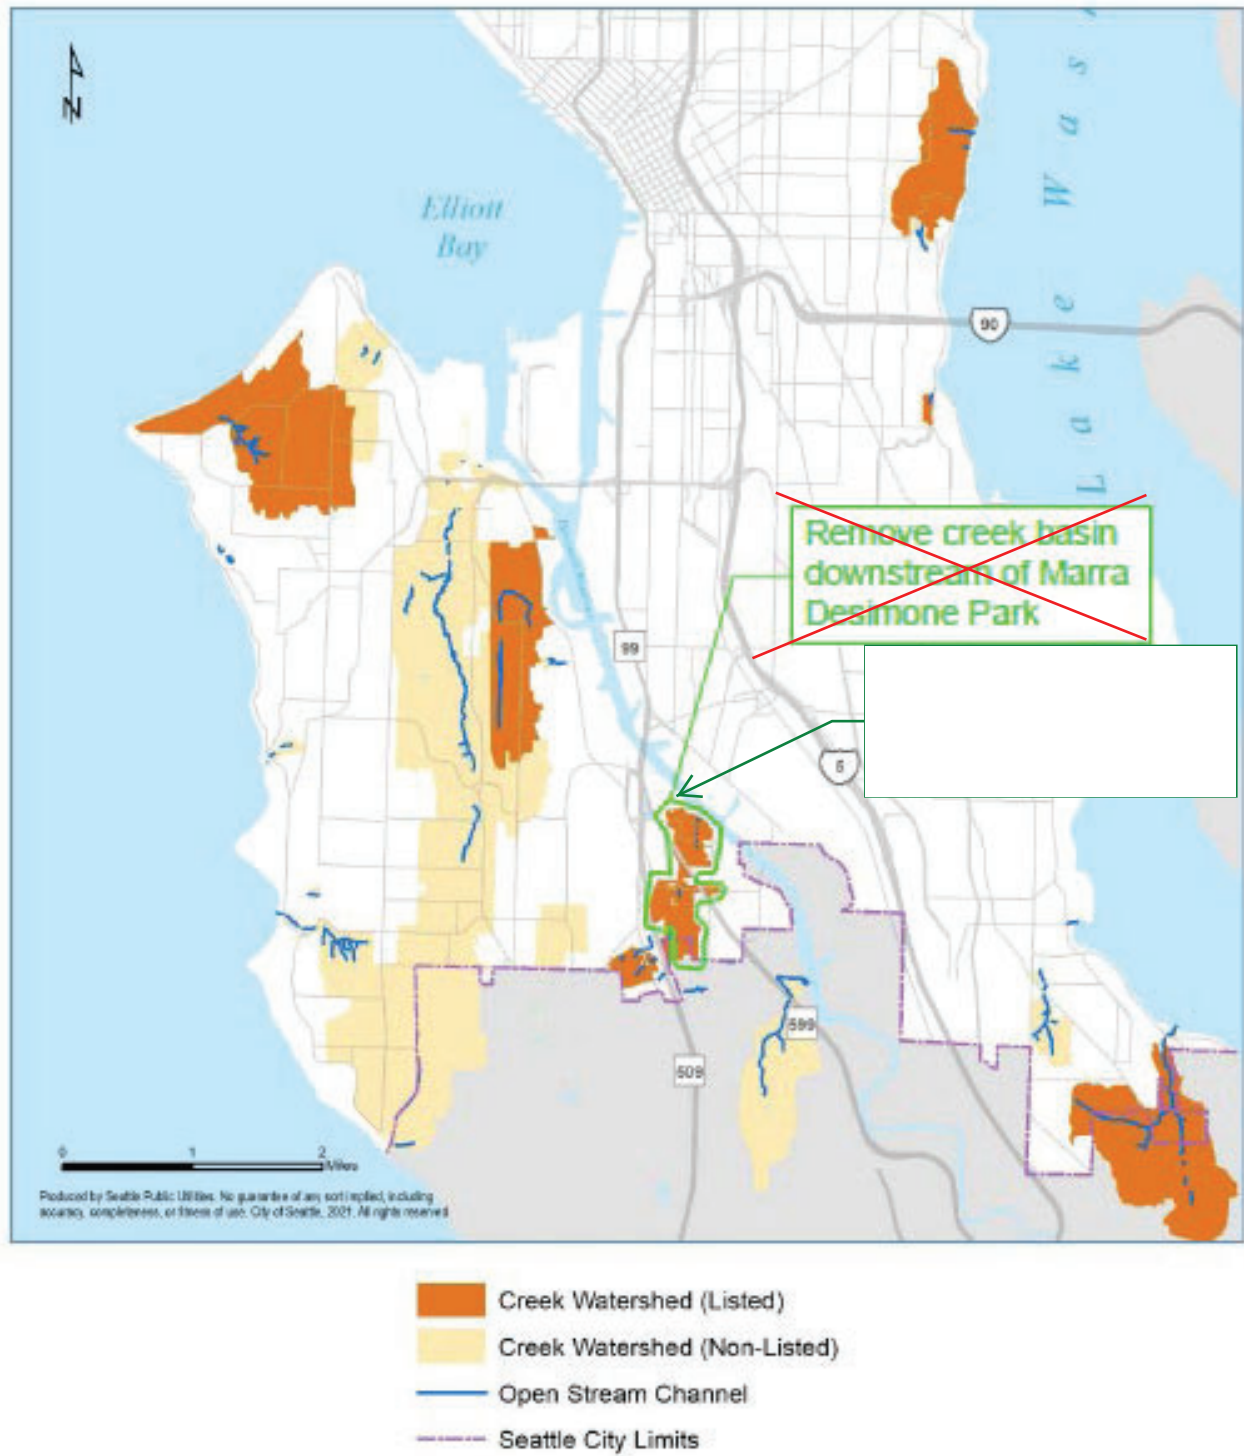 N
Elliott
Bay
Lake Was
90
Remove creek basin
downstream of Marra
Desimone Park
99
5
599
509
0 1 2
Miles
Produced by Seattle Public Utilities. No guarantee of any sort implied, including
accuracy, completeness, or fitness of use. City of Seattle, 2021. All rights reserved
Creek Watershed (Listed)
Creek Watershed (Non-Listed)
Open Stream Channel
Seattle City Limits